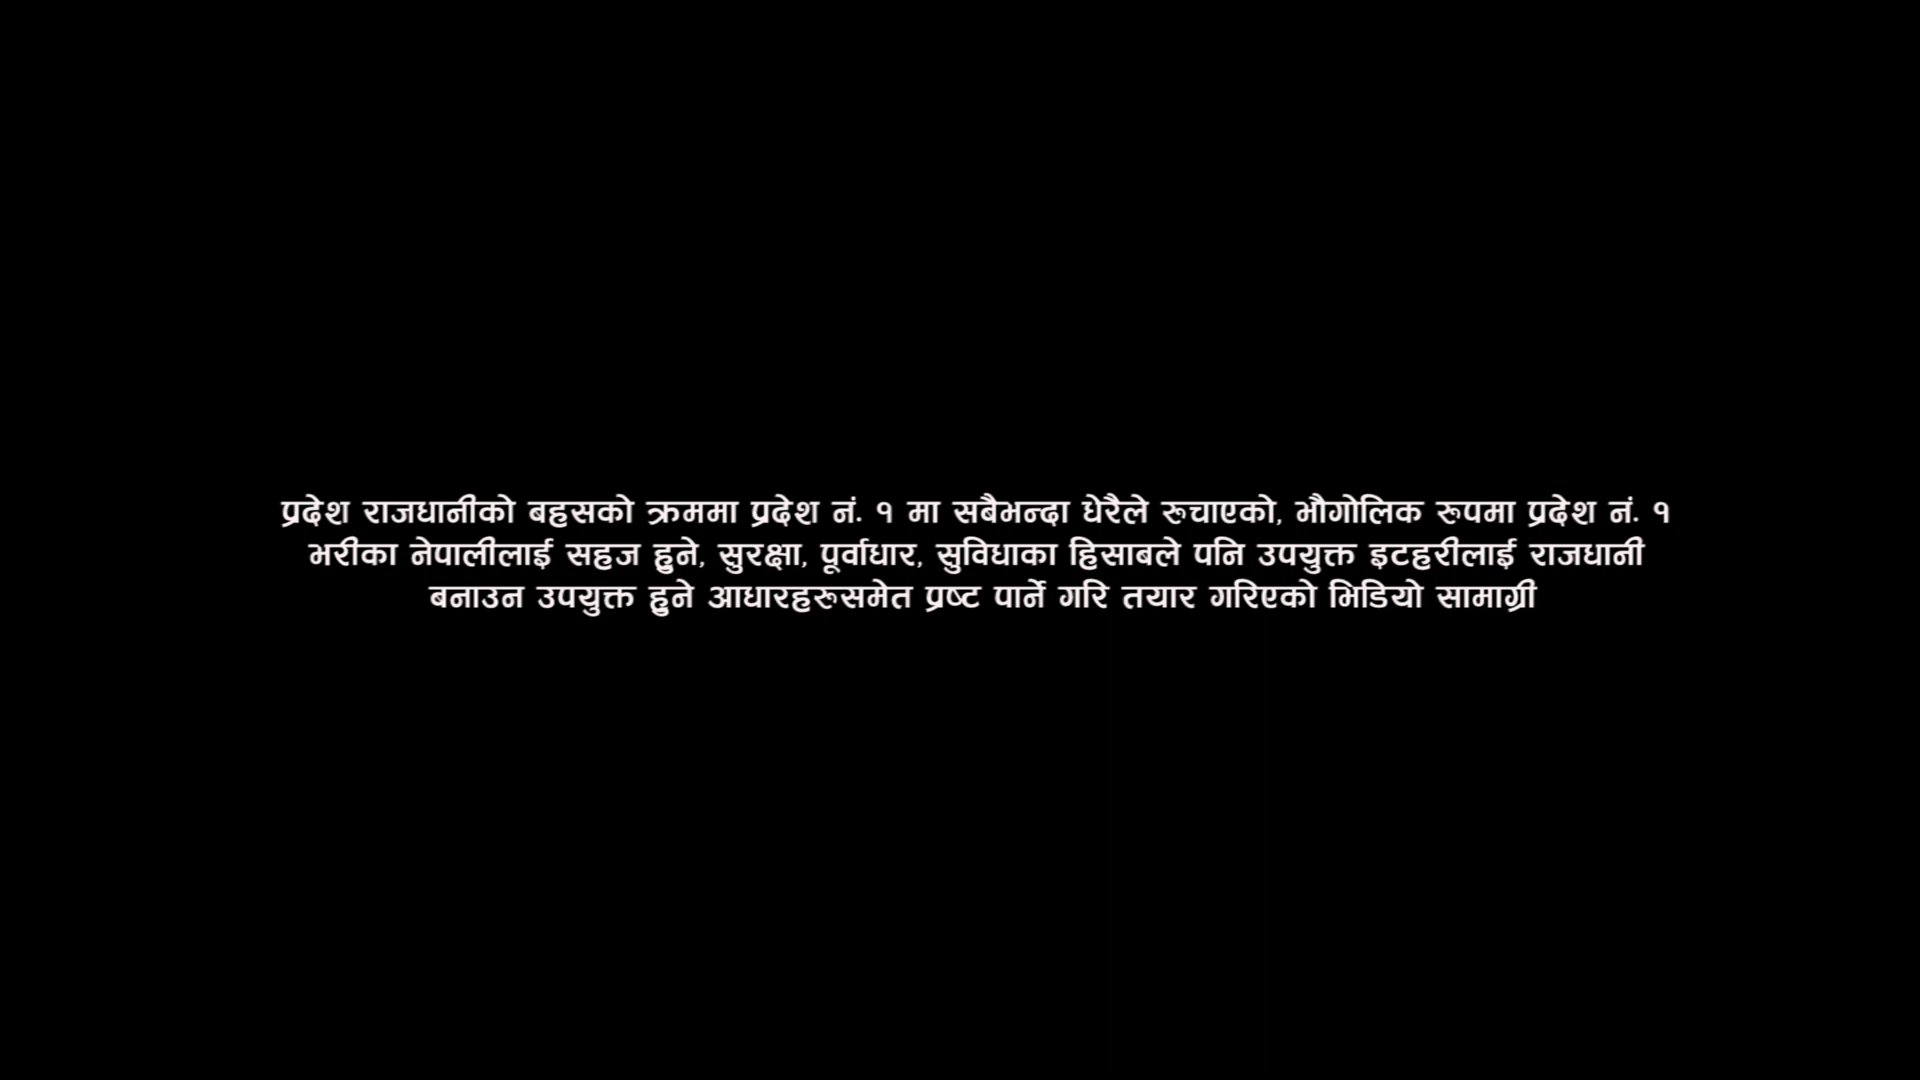 प्रदेश राजधानीको बहसको क्रममा प्रदेश नं. १ मा सबैभन्दा धेरैले रुचाएको, भौगोलिक रूपमा प्रदेश नं. १
भरीका नेपालीलाई सहज हुने, सुरक्षा, पूर्वाधार, सुविधाका हिसाबले पनि उपयुक्त इटहरीलाई राजधानी
बनाउन उपयुक्त हुने आधारहरूसमेत प्रष्ट पार्ने गरि तयार गरिएको भिडियो सामाग्री